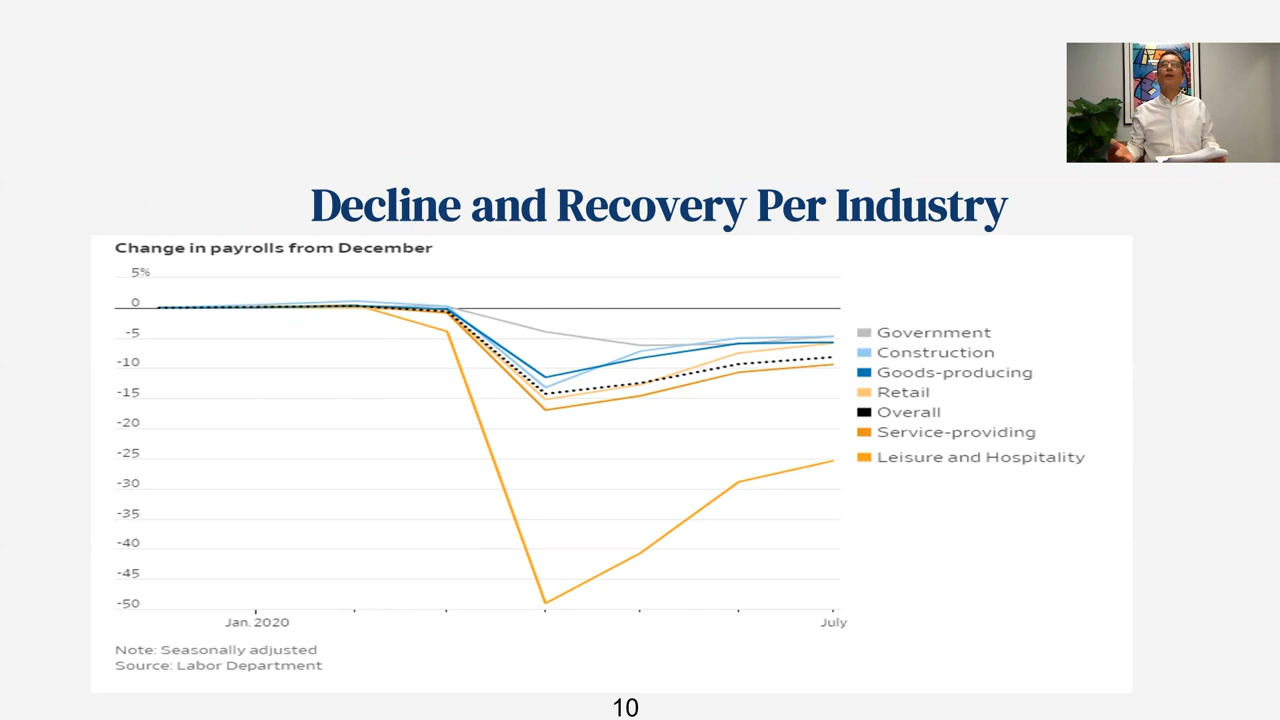 Decline and Recovery Per Industry
Change in payrolls from December
5%
0
-5
-10
-15
-20
-25
-30
-35
-40
-45
-50
Jan. 2020
July
Government
Construction
Goods-producing
Retail
Overall
Service-providing
Leisure and Hospitality
Note: Seasonally adjusted
Source: Labor Department
10